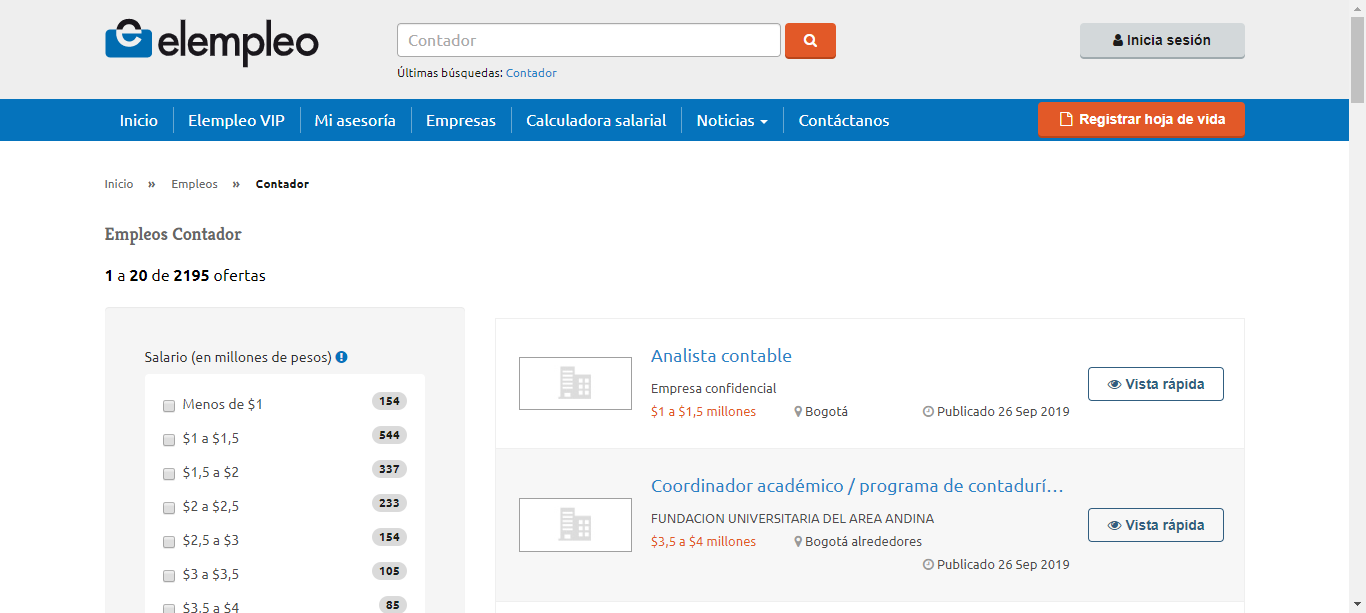 elempleo
Contador
Inicia sesión
Últimas búsquedas: Contador
Inicio
Elempleo VIP
Mi asesoría
Empresas
Calculadora salarial
Noticias
Contáctanos
Registrar hoja de vida
Inicio » Empleos » Contador
Empleos Contador
1 a 20 de 2195 ofertas
Salario (en millones de pesos)
Menos de $1 154
$1 a $1,5 544
$1,5 a $2 337
$2 a $2,5 233
$2,5 a $3 154
$3 a $3,5 105
$3,5 a $4 85
Analista contable
Empresa confidencial
$1 a $1,5 millones Bogotá Publicado 26 Sep 2019
Vista rápida
Coordinador académico / programa de contadurí...
FUNDACION UNIVERSITARIA DEL AREA ANDINA
$3,5 a $4 millones Bogotá alrededores
Publicado 26 Sep 2019
Vista rápida